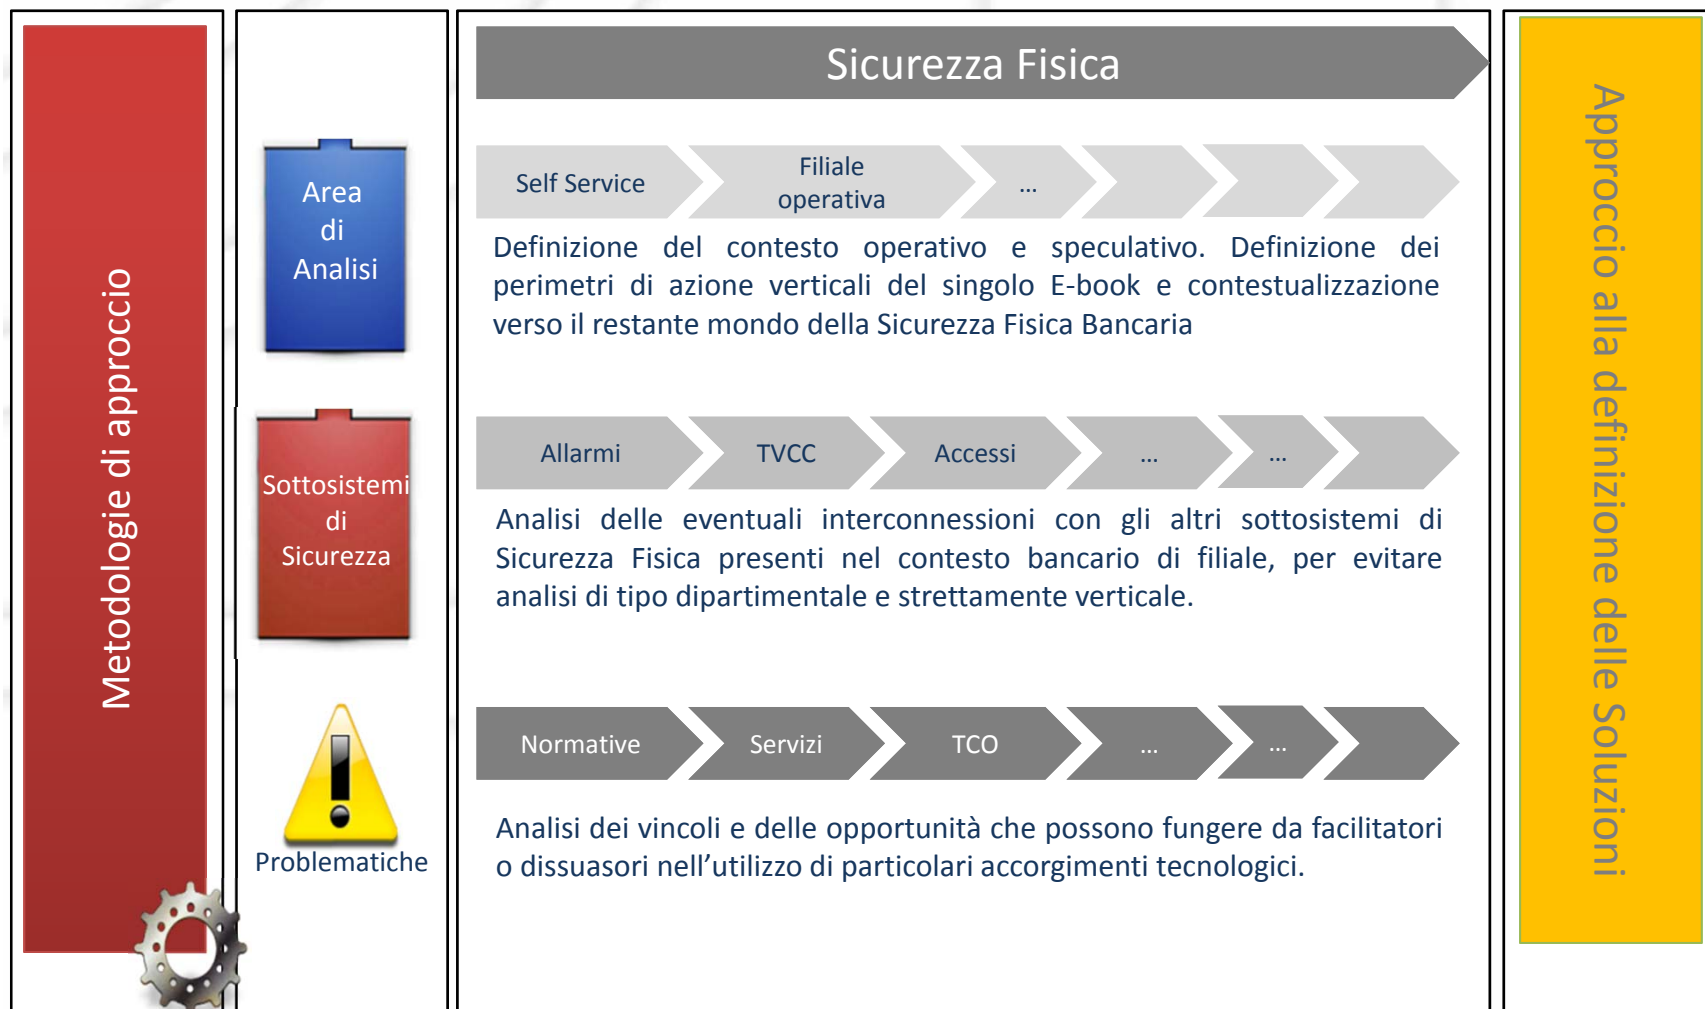 Metodologie di approccio
Sicurezza Fisica
Area
di
Analisi
Self Service
Filiale
operativa
...
Definizione del contesto operativo e speculativo. Definizione dei
perimetri di azione verticali del singolo E-book e contestualizzazione
verso il restante mondo della Sicurezza Fisica Bancaria
Sottosistemi
di
Sicurezza
Allarmi
TVCC
Accessi
...
...
Analisi delle eventuali interconnessioni con gli altri sottosistemi di
Sicurezza Fisica presenti nel contesto bancario di filiale, per evitare
analisi di tipo dipartimentale e strettamente verticale.
Problematiche
Normative
Servizi
TCO
...
...
Analisi dei vincoli e delle opportunità che possono fungere da facilitatori
o dissuasori nell’utilizzo di particolari accorgimenti tecnologici.
Approccio alla definizione delle Soluzioni